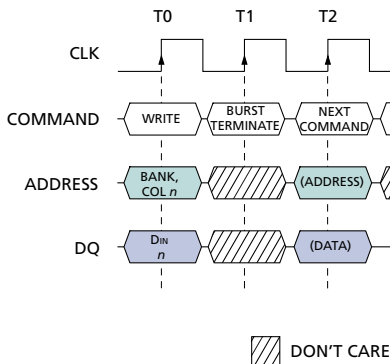 T0 T1 T2
CLK
COMMAND WRITE BURST TERMINATE NEXT COMMAND
ADDRESS BANK, COL n (ADDRESS)
DQ DIN n (DATA)
DON'T CARE